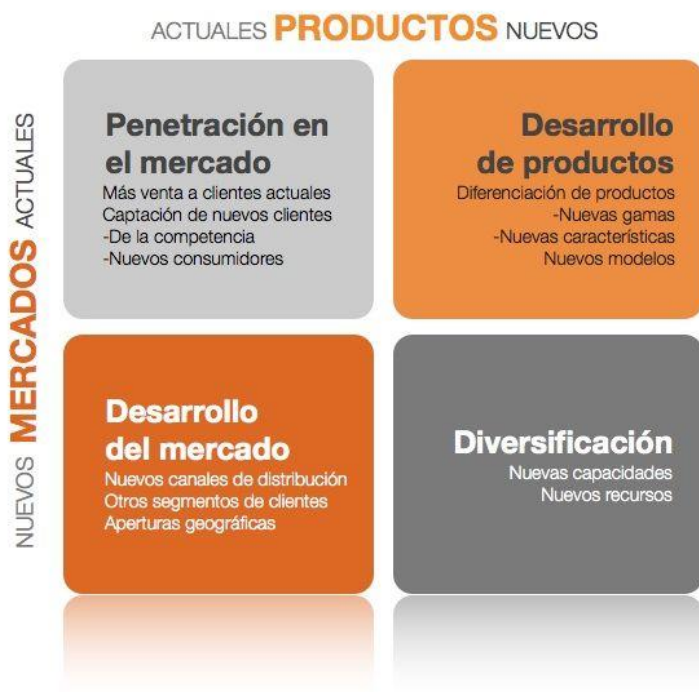 ACTUALES PRODUCTOS NUEVOS
NUEVOS MERCADOS ACTUALES
Penetración en
el mercado
Más venta a clientes actuales
Captación de nuevos clientes
-De la competencia
-Nuevos consumidores
Desarrollo
de productos
Diferenciación de productos
-Nuevas gamas
-Nuevas características
Nuevos modelos
Desarrollo
del mercado
Nuevos canales de distribución
Otros segmentos de clientes
Aperturas geográficas
Diversificación
Nuevas capacidades
Nuevos recursos